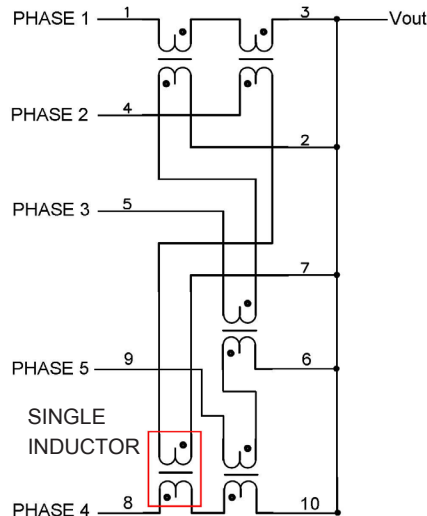 PHASE 1 1 3 Vout
PHASE 2 4
2
PHASE 3 5
7
PHASE 5 9 6
SINGLE
INDUCTOR
PHASE 4 8 10